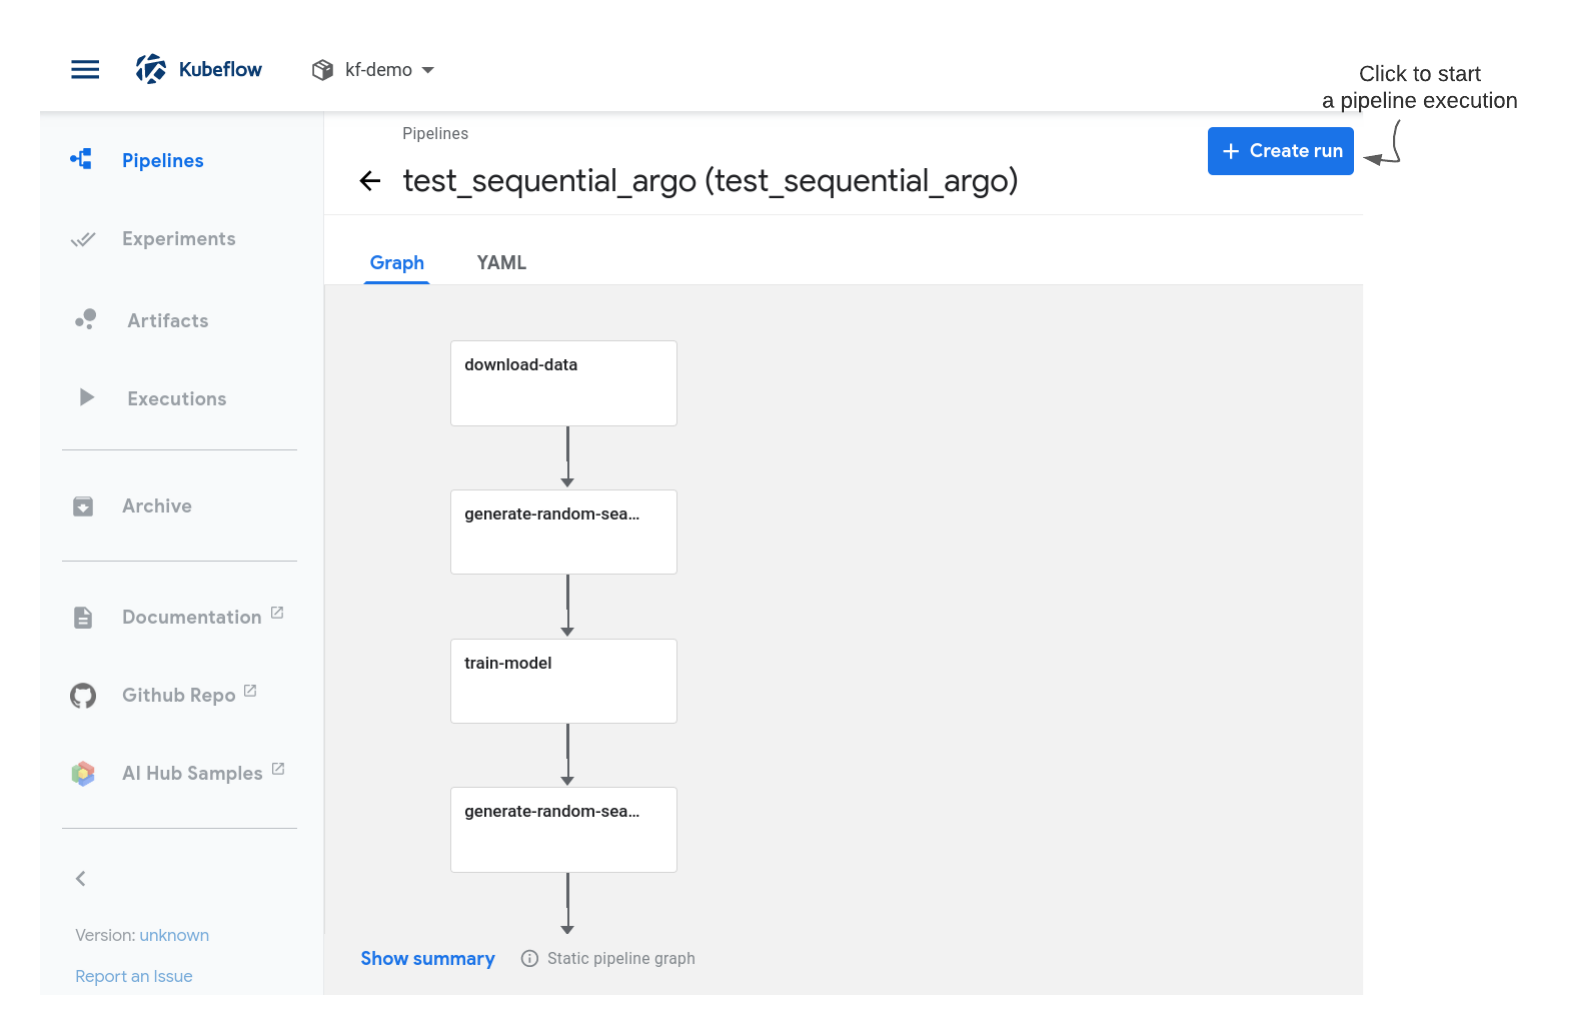 Kubeflow
kf-demo
Click to start
a pipeline execution
Pipelines
Experiments
Artifacts
Executions
Archive
Documentation
Github Repo
AI Hub Samples
Version: unknown
Report an Issue
Pipelines
test_sequential_argo (test_sequential_argo)
+ Create run
Graph
YAML
download-data
generate-random-sea...
train-model
generate-random-sea...
Show summary
Static pipeline graph